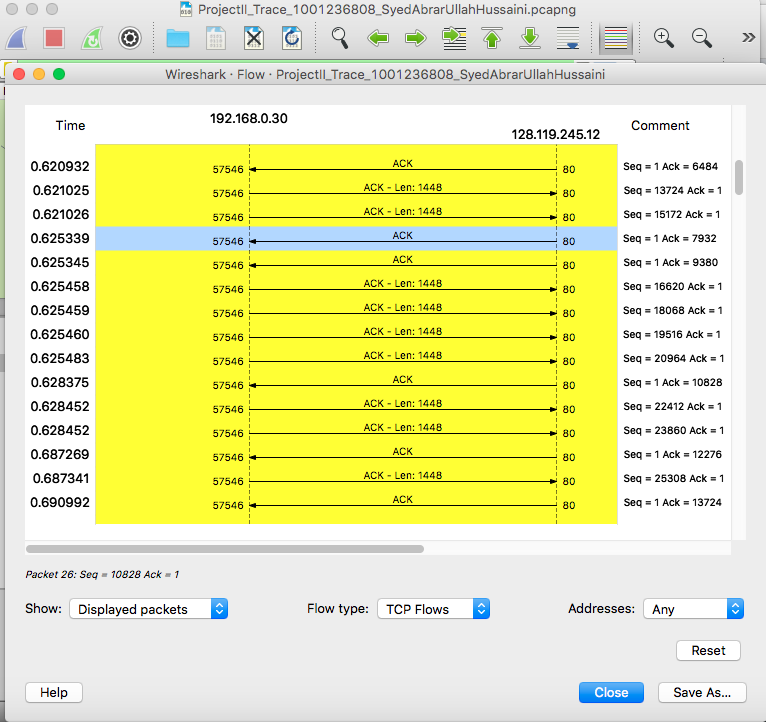 ProjectII_Trace_1001236808_SyedAbrarUllahHussaini.pcapng
Wireshark · Flow · ProjectII_Trace_1001236808_SyedAbrarUllahHussaini
Time 192.168.0.30 128.119.245.12 Comment
0.620932 57546 ACK 80 Seq = 1 Ack = 6484
0.621025 57546 ACK - Len: 1448 80 Seq = 13724 Ack = 1
0.621026 57546 ACK - Len: 1448 80 Seq = 15172 Ack = 1
0.625339 57546 ACK 80 Seq = 1 Ack = 7932
0.625345 57546 ACK 80 Seq = 1 Ack = 9380
0.625458 57546 ACK - Len: 1448 80 Seq = 16620 Ack = 1
0.625459 57546 ACK - Len: 1448 80 Seq = 18068 Ack = 1
0.625460 57546 ACK - Len: 1448 80 Seq = 19516 Ack = 1
0.625483 57546 ACK - Len: 1448 80 Seq = 20964 Ack = 1
0.628375 57546 ACK 80 Seq = 1 Ack = 10828
0.628452 57546 ACK - Len: 1448 80 Seq = 22412 Ack = 1
0.628452 57546 ACK - Len: 1448 80 Seq = 23860 Ack = 1
0.687269 57546 ACK 80 Seq = 1 Ack = 12276
0.687341 57546 ACK - Len: 1448 80 Seq = 25308 Ack = 1
0.690992 57546 ACK 80 Seq = 1 Ack = 13724
Packet 26: Seq = 10828 Ack = 1
Show: Displayed packets Flow type: TCP Flows Addresses: Any
Reset
Help Close Save As...